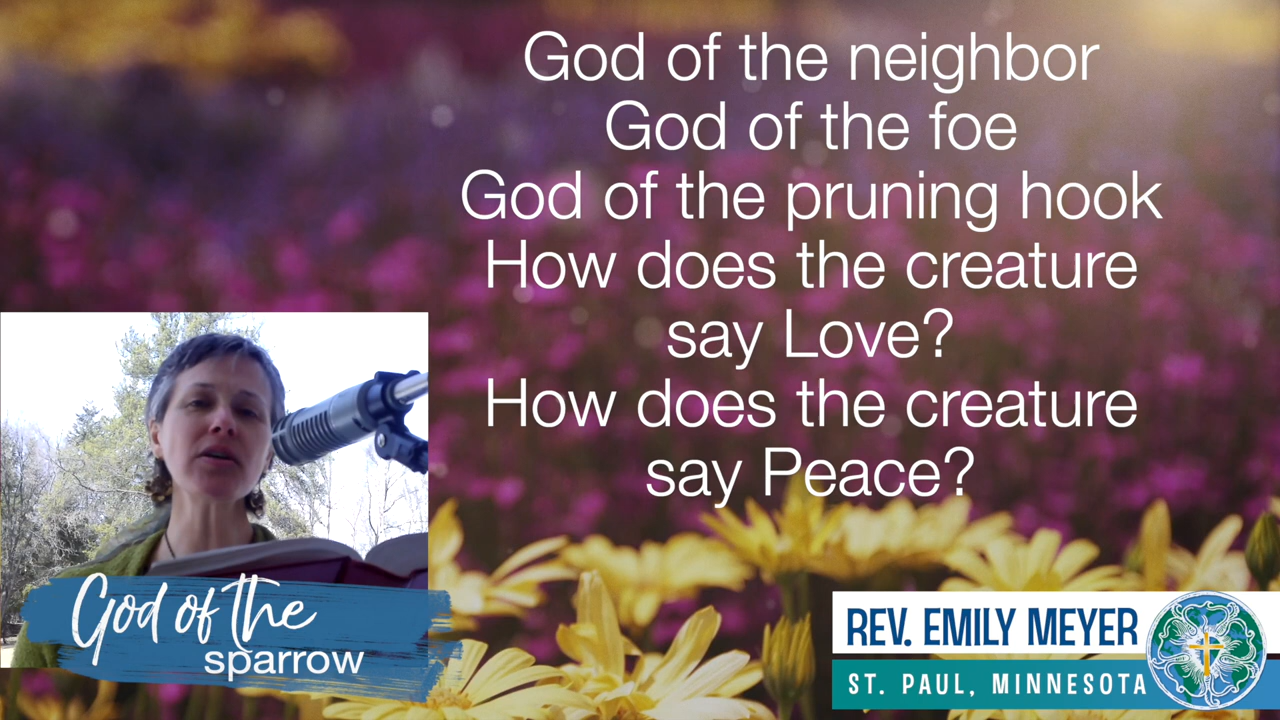 God of the neighbor
God of the foe
God of the pruning hook
How does the creature
say Love?
How does the creature
say Peace?
God of the
sparrow
REV. EMILY MEYER
ST. PAUL, MINNESOTA